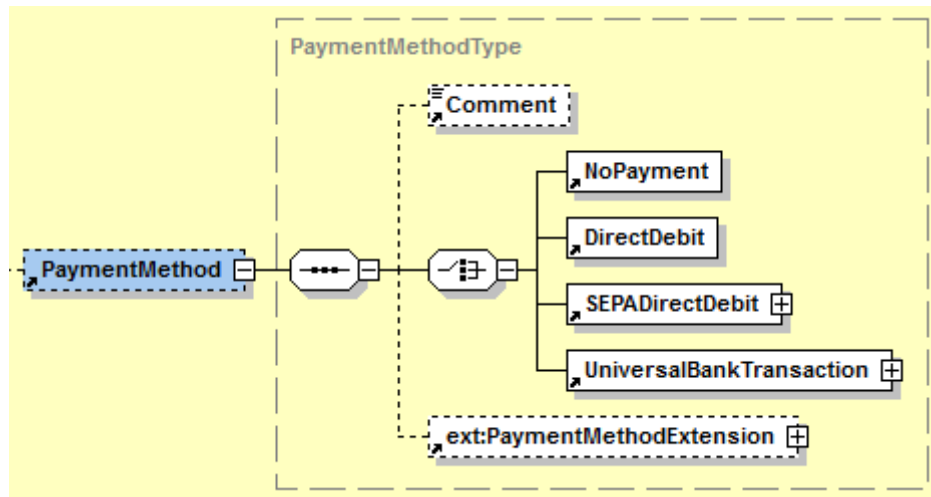 PaymentMethodType
Comment
NoPayment
DirectDebit
PaymentMethod
SEPADirectDebit
UniversalBankTransaction
ext:PaymentMethodExtension